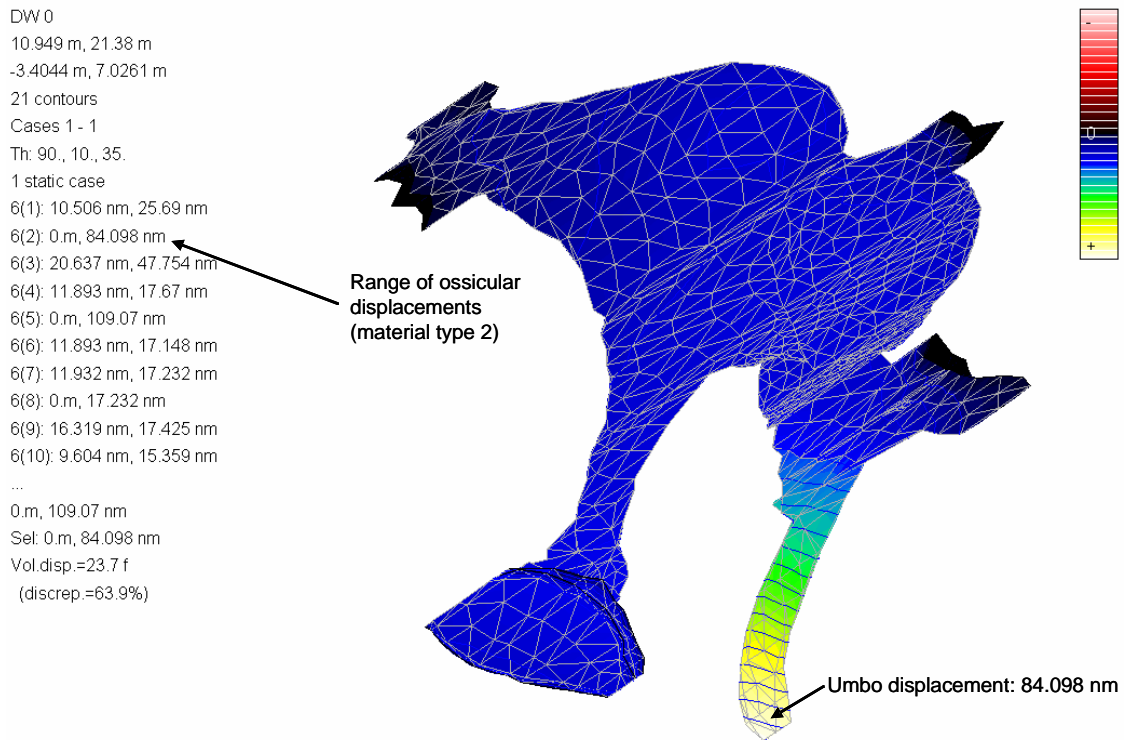 DW 0
10.949 m, 21.38 m
-3.4044 m, 7.0261 m
21 contours
Cases 1 - 1
Th: 90., 10., 35.
1 static case
6(1): 10.506 nm, 25.69 nm
6(2): 0.m, 84.098 nm
6(3): 20.637 nm, 47.754 nm
6(4): 11.893 nm, 17.67 nm
6(5): 0.m, 109.07 nm
6(6): 11.893 nm, 17.148 nm
6(7): 11.932 nm, 17.232 nm
6(8): 0.m, 17.232 nm
6(9): 16.319 nm, 17.425 nm
6(10): 9.604 nm, 15.359 nm
...
0.m, 109.07 nm
Sel: 0.m, 84.098 nm
Vol.disp.=23.7 f
(discrep.=63.9%)
Range of ossicular
displacements
(material type 2)
-
0
+
Umbo displacement: 84.098 nm